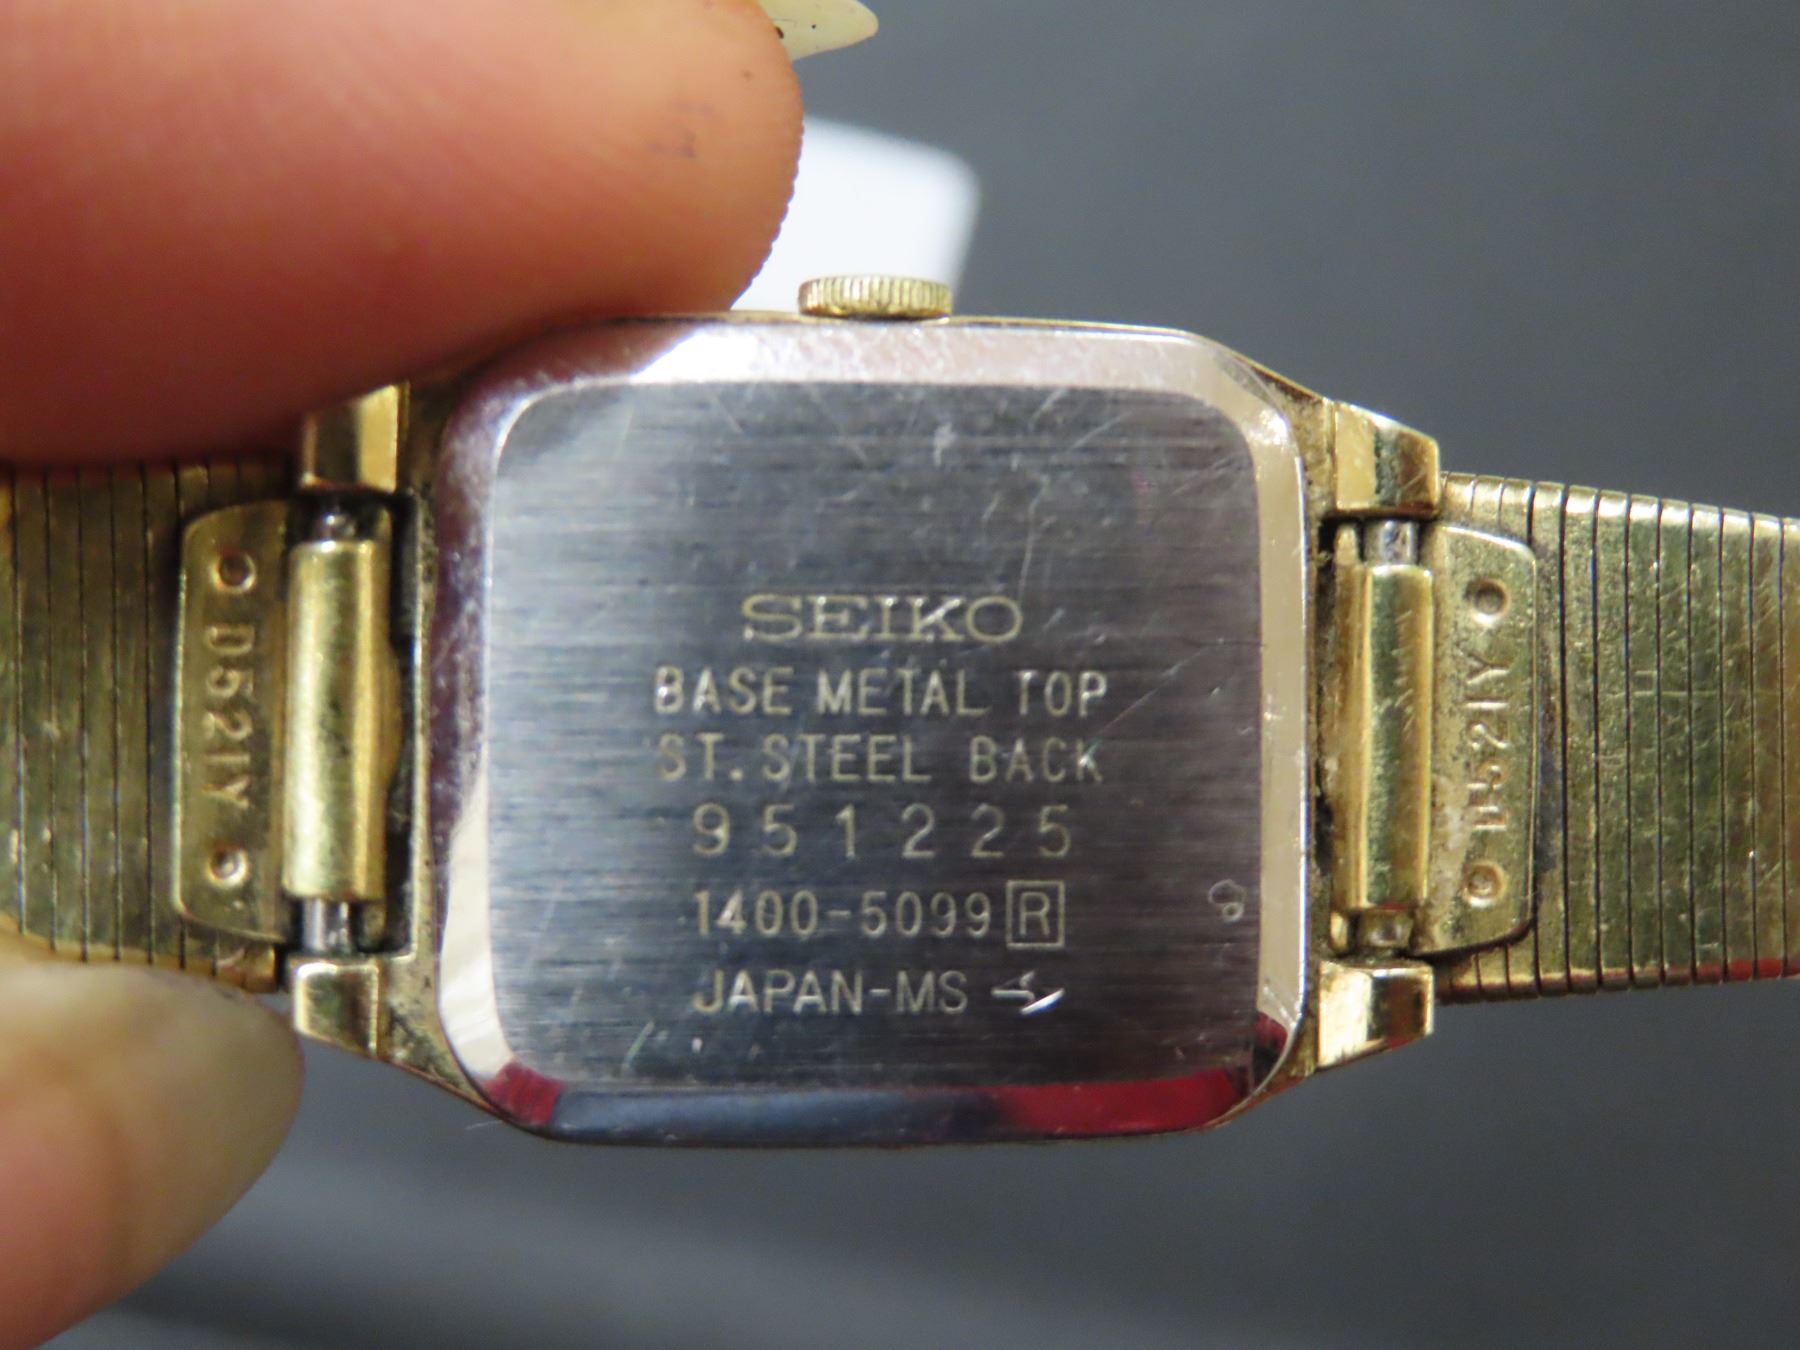 SEIKO
BASE METAL TOP
ST. STEEL BACK
951225
1400-5099 R
JAPAN-MS
D521Y
D521Y